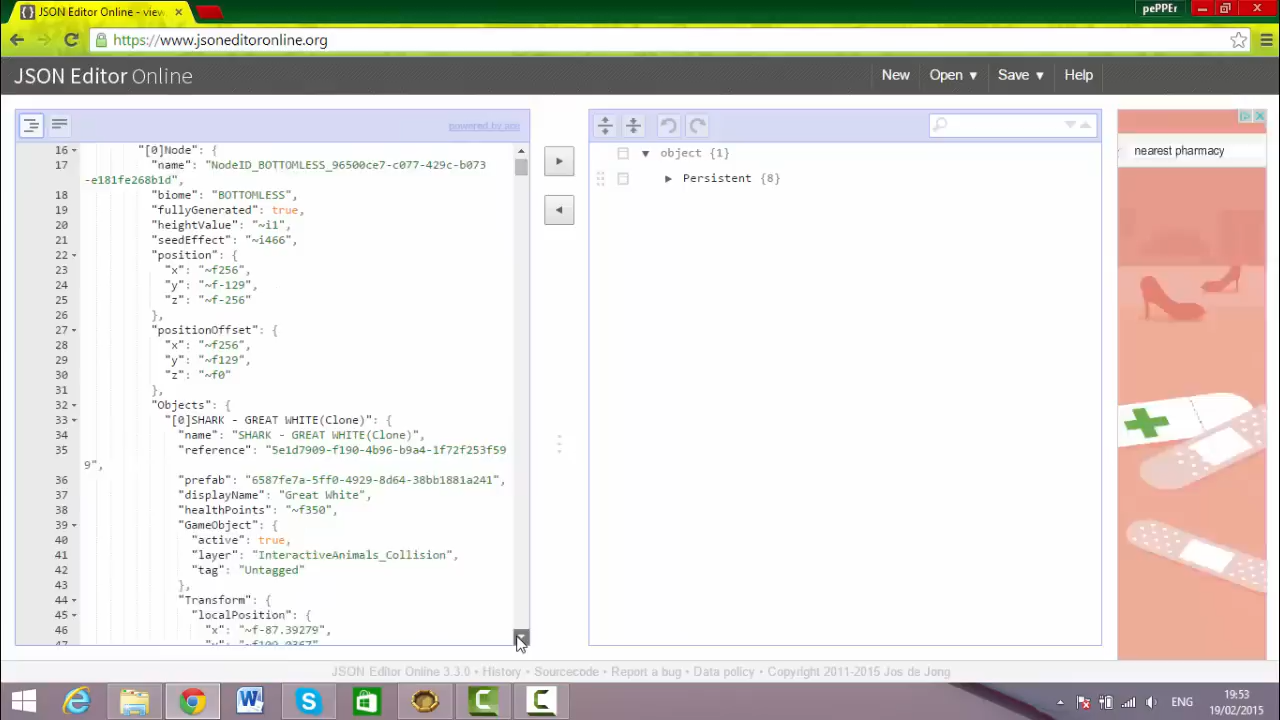 { } JSON Editor Online - view ×
pePPEr
https://www.jsoneditoronline.org
JSON Editor Online
New
Open ▾
Save ▾
Help
powered by ace
16 "[0]Node": {
17 "name": "NodeID_BOTTOMLESS_96500ce7-c077-429c-b073
-e181fe268b1d",
18 "biome": "BOTTOMLESS",
19 "fullyGenerated": true,
20 "heightValue": "~i1",
21 "seedEffect": "~i466",
22 "position": {
23 "x": "~f256",
24 "y": "~f-129",
25 "z": "~f-256"
26 },
27 "positionOffset": {
28 "x": "~f256",
29 "y": "~f129",
30 "z": "~f0"
31 },
32 "Objects": {
33 "[0]SHARK - GREAT WHITE(Clone)": {
34 "name": "SHARK - GREAT WHITE(Clone)",
35 "reference": "5e1d7909-f190-4b96-b9a4-1f72f253f59
9",
36 "prefab": "6587fe7a-5ff0-4929-8d64-38bb1881a241",
37 "displayName": "Great White",
38 "healthPoints": "~f350",
39 "GameObject": {
40 "active": true,
41 "layer": "InteractiveAnimals_Collision",
42 "tag": "Untagged"
43 },
44 "Transform": {
45 "localPosition": {
46 "x": "~f-87.39279",
47
object {1}
Persistent {8}
nearest pharmacy
JSON Editor Online 3.3.0 • History • Sourcecode • Report a bug • Data policy • Copyright 2011-2015 Jos de Jong
ENG
19:53
19/02/2015